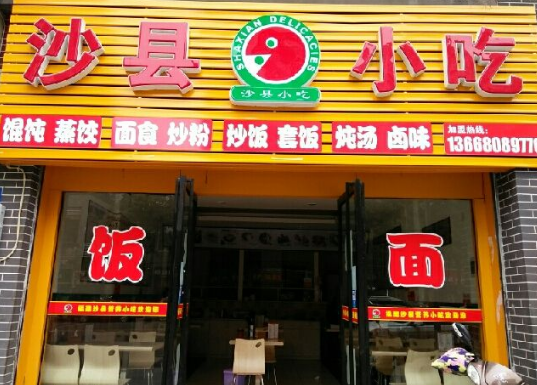 沙县
SHAXIAN DELICACIES
沙县小吃
小吃
馄饨 蒸饺 面食 炒粉 炒饭 套饭 炖汤 卤味
加盟热线:
饭
面